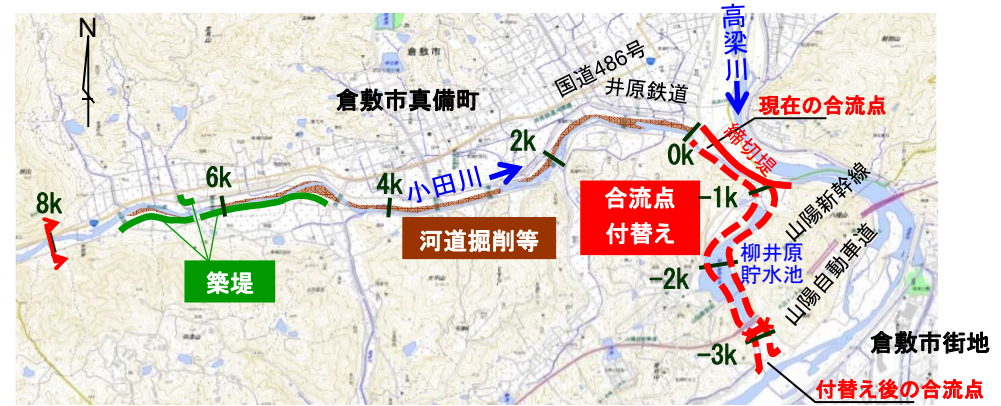 N
高梁川
倉敷市
国道486号
井原鉄道
倉敷市真備町
現在の合流点
締切堤
0k
2k
小田川
4k
6k
8k
-1k
合流点
付替え
山陽新幹線
河道掘削等
柳井原
貯水池
山陽自動車道
築堤
-2k
-3k
倉敷市街地
付替え後の合流点